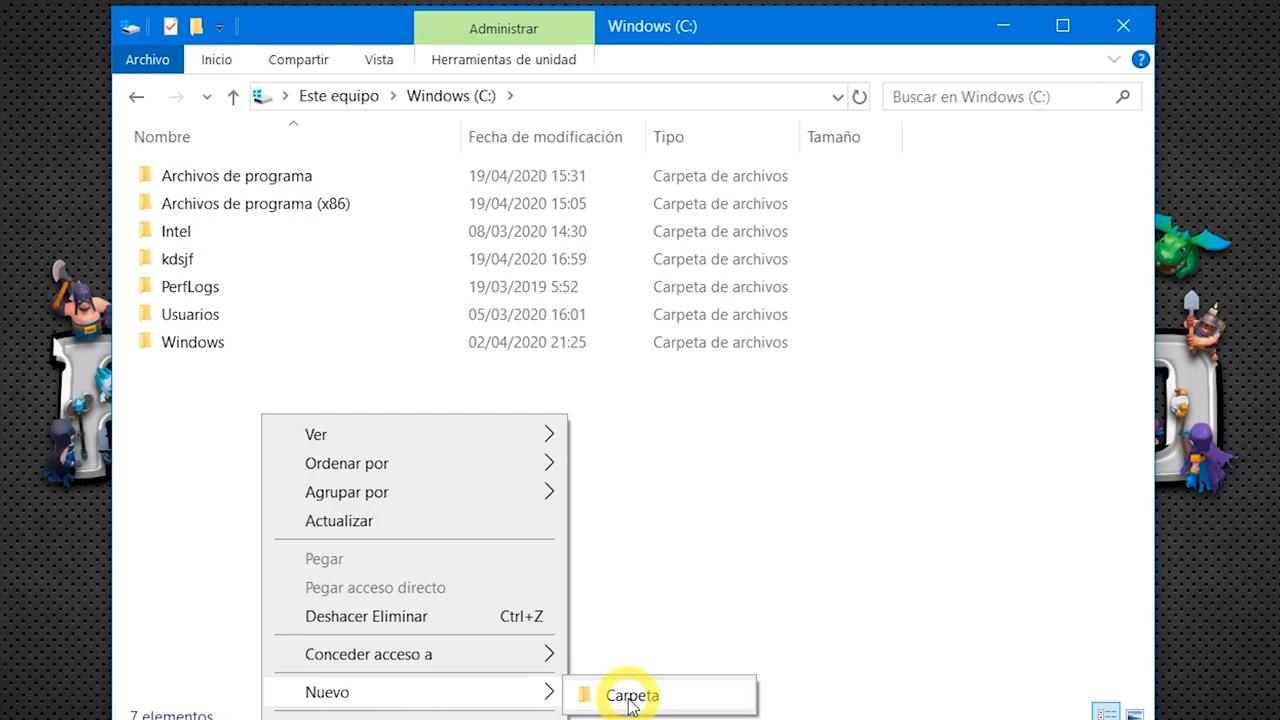 Administrar
Windows (C:)
Archivo Inicio Compartir Vista Herramientas de unidad
Este equipo Windows (C:) Buscar en Windows (C:)
Nombre Fecha de modificación Tipo Tamaño
Archivos de programa 19/04/2020 15:31 Carpeta de archivos
Archivos de programa (x86) 19/04/2020 15:05 Carpeta de archivos
Intel 08/03/2020 14:30 Carpeta de archivos
kdsjf 19/04/2020 16:59 Carpeta de archivos
PerfLogs 19/03/2019 5:52 Carpeta de archivos
Usuarios 05/03/2020 16:01 Carpeta de archivos
Windows 02/04/2020 21:25 Carpeta de archivos
Ver
Ordenar por
Agrupar por
Actualizar
Pegar
Pegar acceso directo
Deshacer Eliminar Ctrl+Z
Conceder acceso a
Nuevo
Carpeta
7 elementos